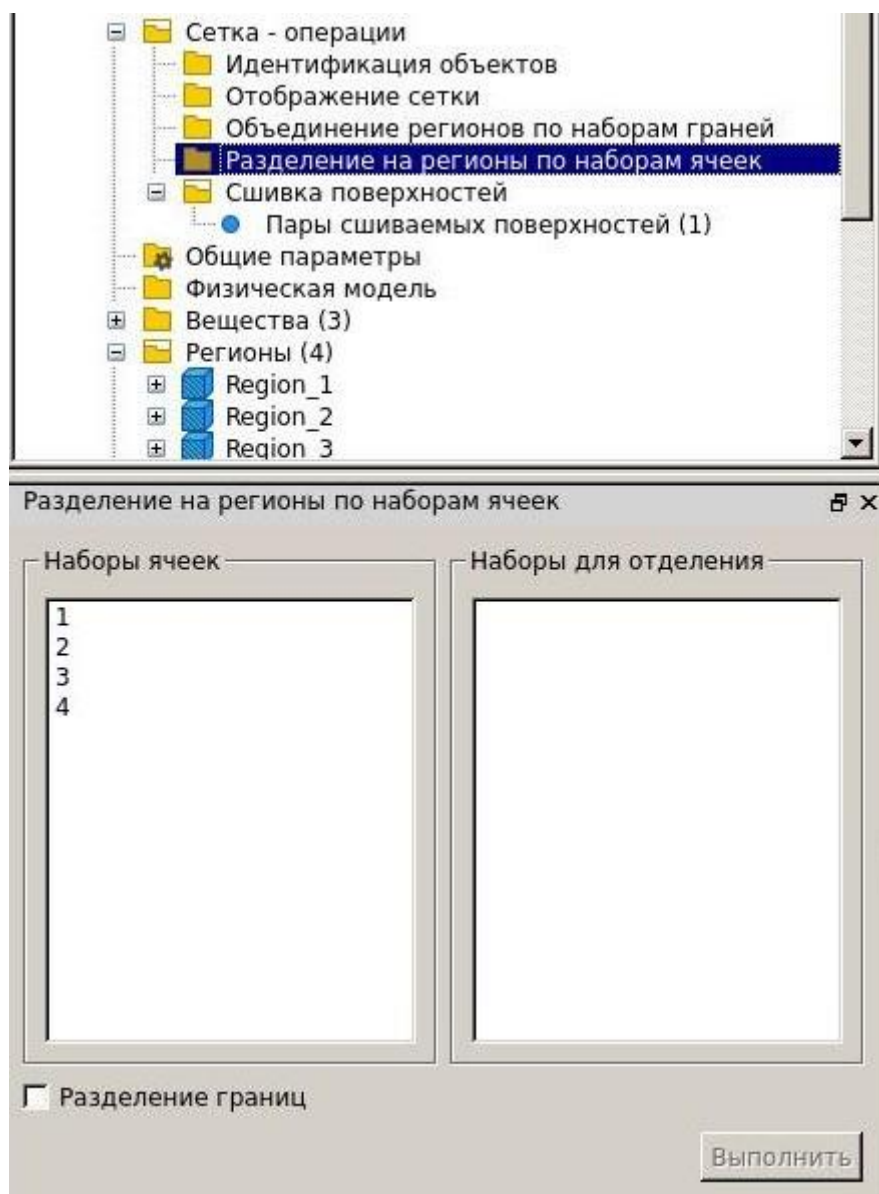 Сетка - операции
Идентификация объектов
Отображение сетки
Объединение регионов по наборам граней
Разделение на регионы по наборам ячеек
Сшивка поверхностей
Пары сшиваемых поверхностей (1)
Общие параметры
Физическая модель
Вещества (3)
Регионы (4)
Region_1
Region_2
Region_3
Разделение на регионы по наборам ячеек
Наборы ячеек
1
2
3
4
Наборы для отделения
Разделение границ
Выполнить